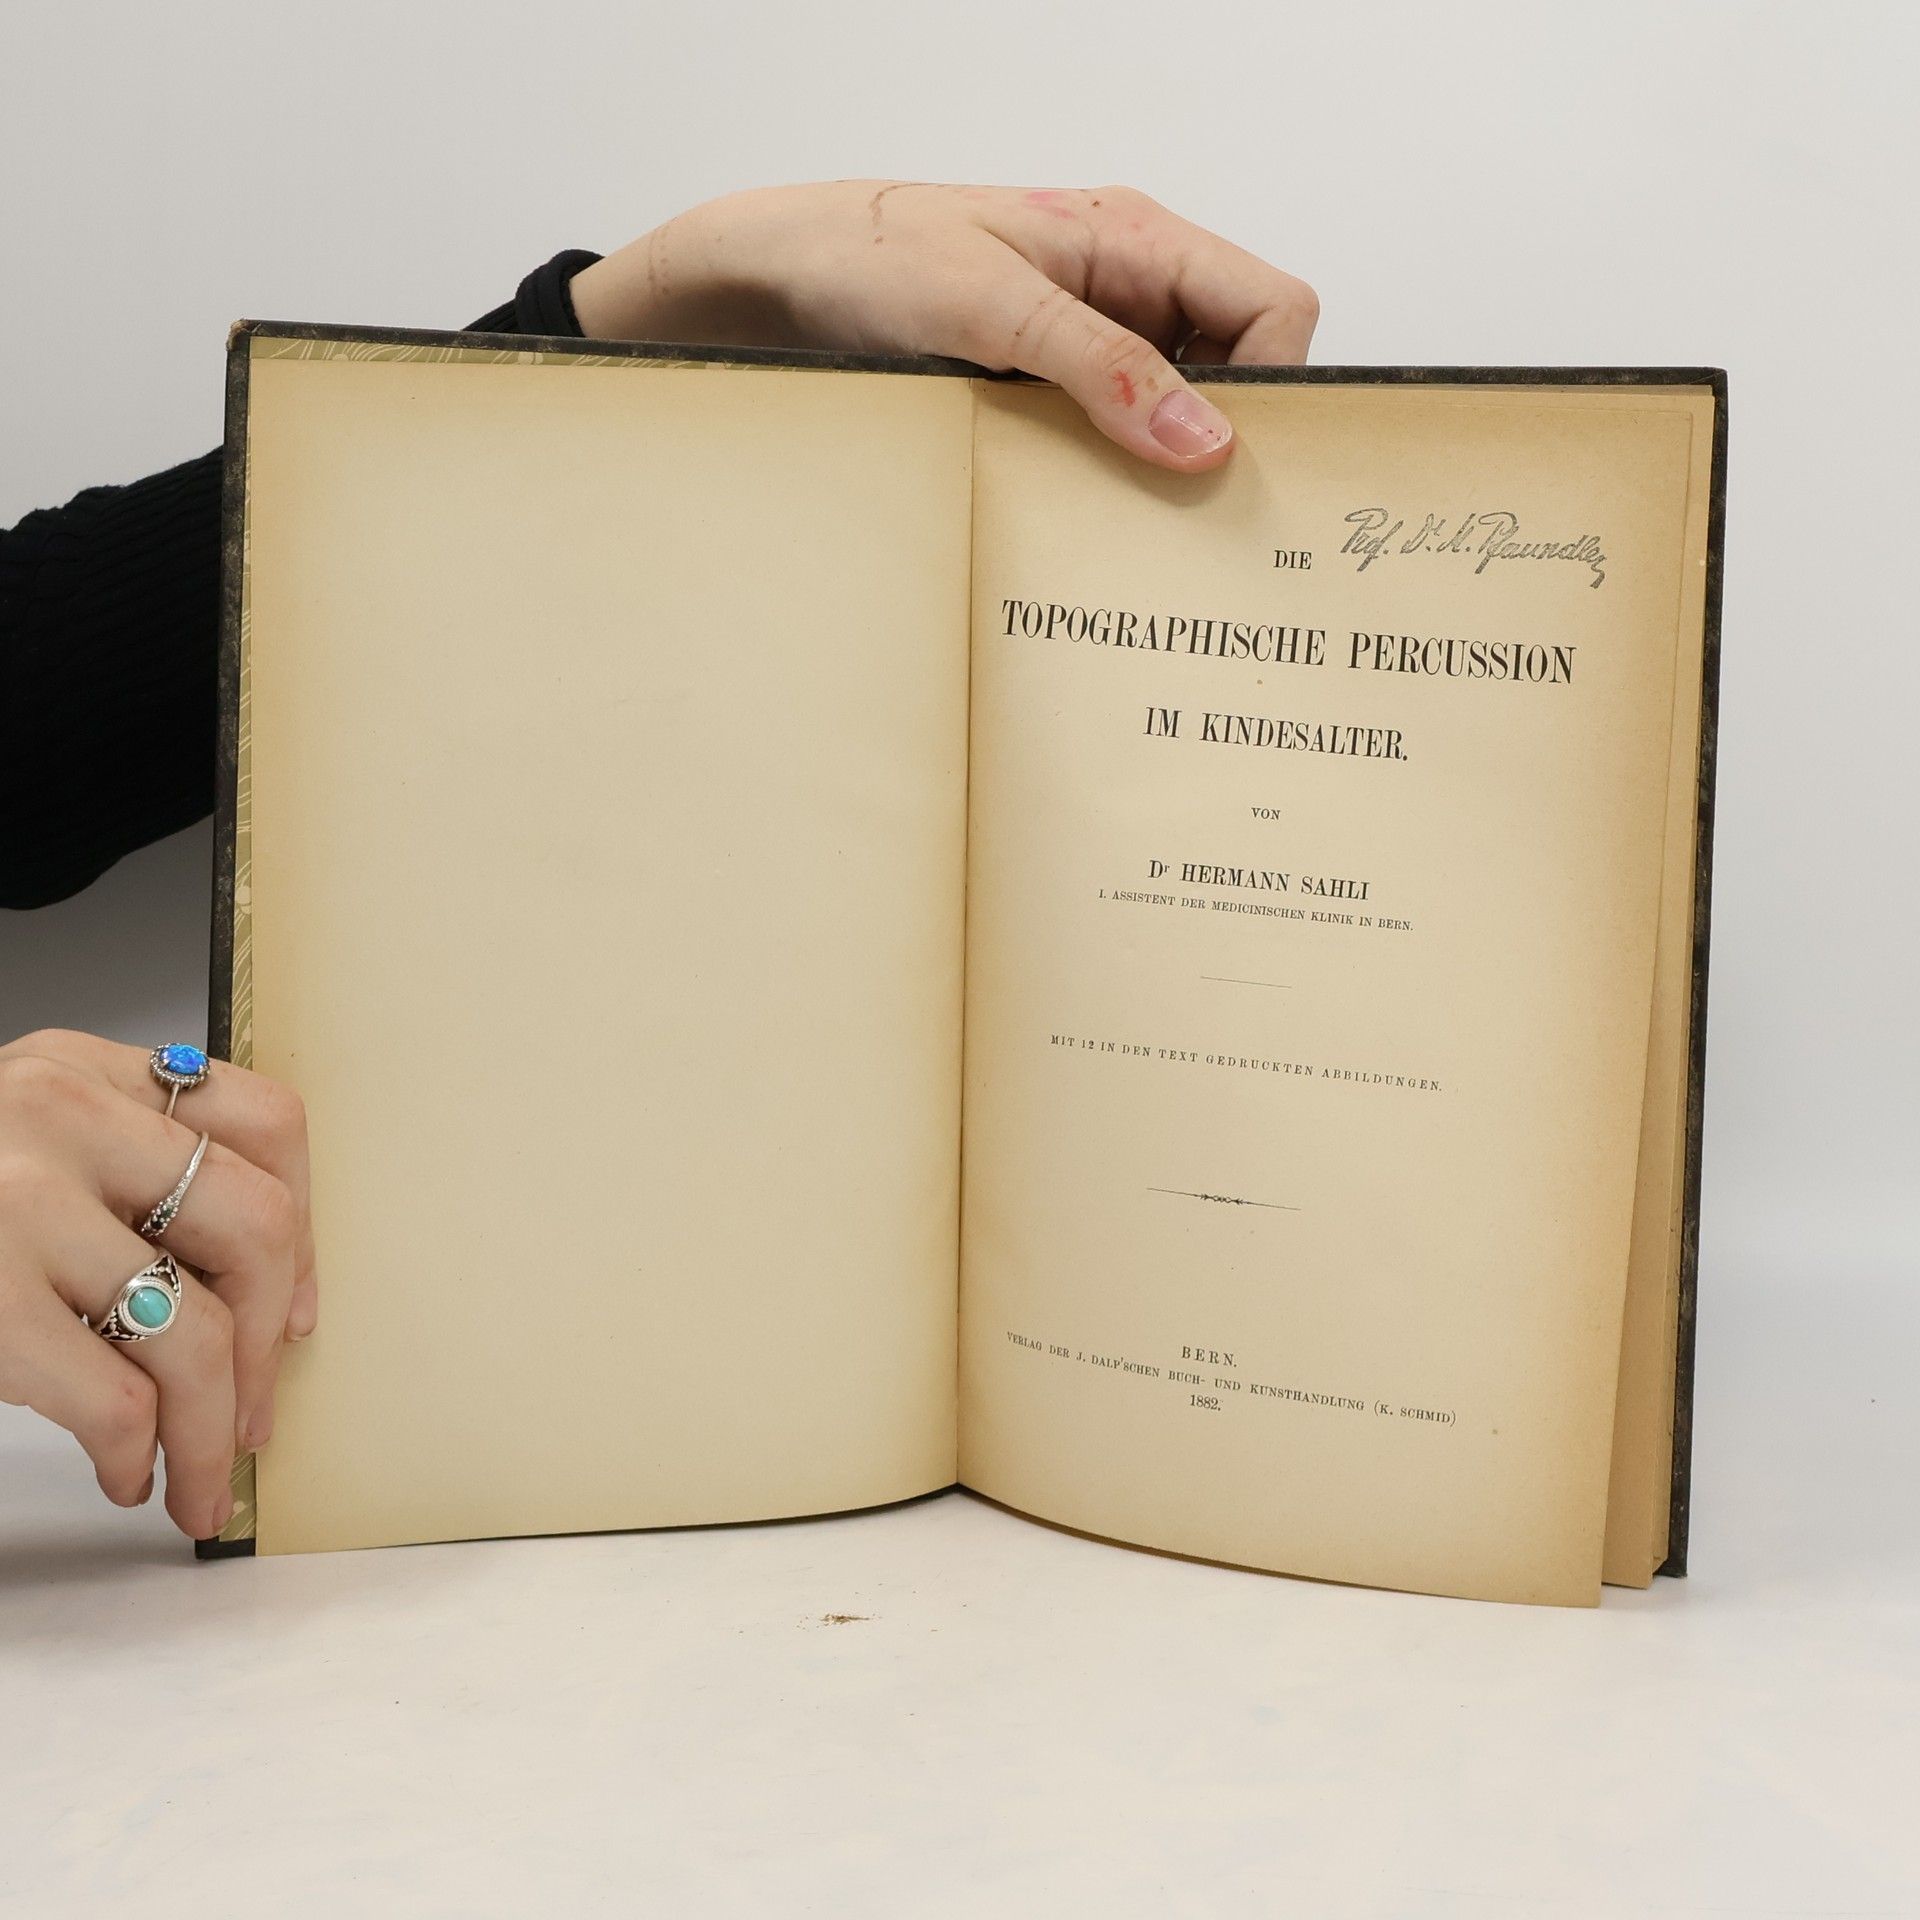 Prof. Dr. M. Pfaundler
DIE
TOPOGRAPHISCHE PERCUSSION
IM KINDESALTER.
VON
Dr HERMANN SAHLI
I. ASSISTENT DER MEDICINISCHEN KLINIK IN BERN.
MIT 12 IN DEN TEXT GEDRUCKTEN ABBILDUNGEN.
BERN.
VERLAG DER J. DALP'SCHEN BUCH- UND KUNSTHANDLUNG (K. SCHMID)
1882.